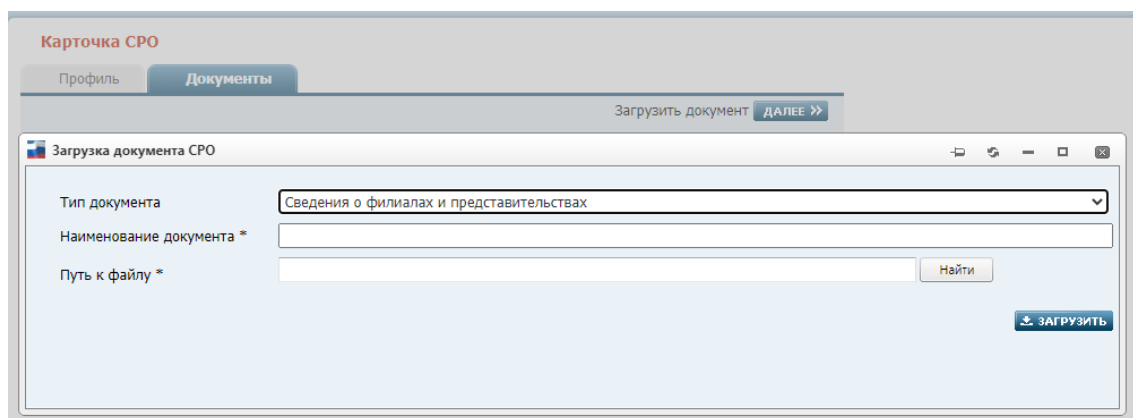 Карточка СРО
Профиль Документы
Загрузить документ ДАЛЕЕ
Загрузка документа СРО
Тип документа Сведения о филиалах и представительствах
Наименование документа *
Путь к файлу * Найти
ЗАГРУЗИТЬ